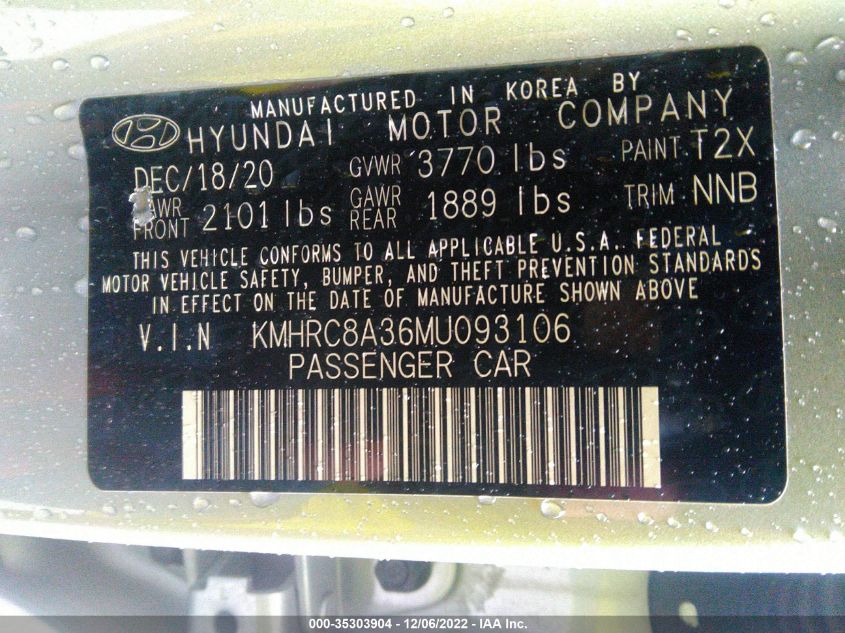 MANUFACTURED IN KOREA BY
HYUNDAI MOTOR COMPANY
DEC/18/20 GVWR 3770 lbs PAINT T2X
FRONT 2101 lbs GAWR REAR 1889 lbs TRIM NNB
THIS VEHICLE CONFORMS TO ALL APPLICABLE U.S.A. FEDERAL
MOTOR VEHICLE SAFETY, BUMPER, AND THEFT PREVENTION STANDARDS
IN EFFECT ON THE DATE OF MANUFACTURE SHOWN ABOVE
V.I.N KMHRC8A36MU093106
PASSENGER CAR
000-35303904 - 12/06/2022 - IAA Inc.